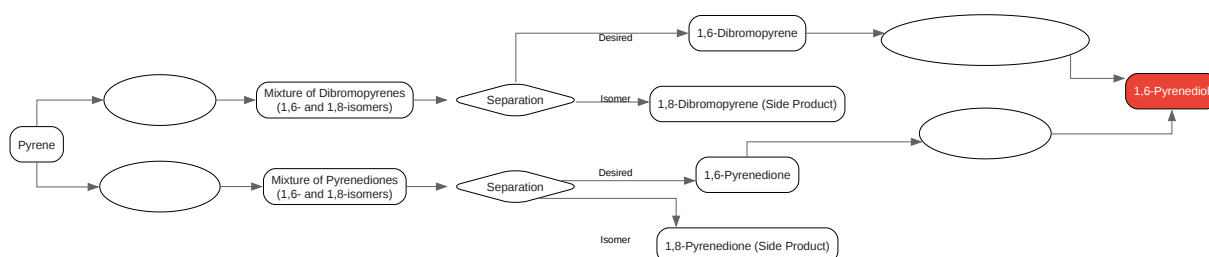 1,6-Dibromopyrene
Desired
Mixture of Dibromopyrenes
(1,6- and 1,8-isomers)
Separation
Isomer
1,8-Dibromopyrene (Side Product)
1,6-Pyrenediol
Pyrene
Mixture of Pyrenediones
(1,6- and 1,8-isomers)
Separation
Desired
1,6-Pyrenedione
Isomer
1,8-Pyrenedione (Side Product)